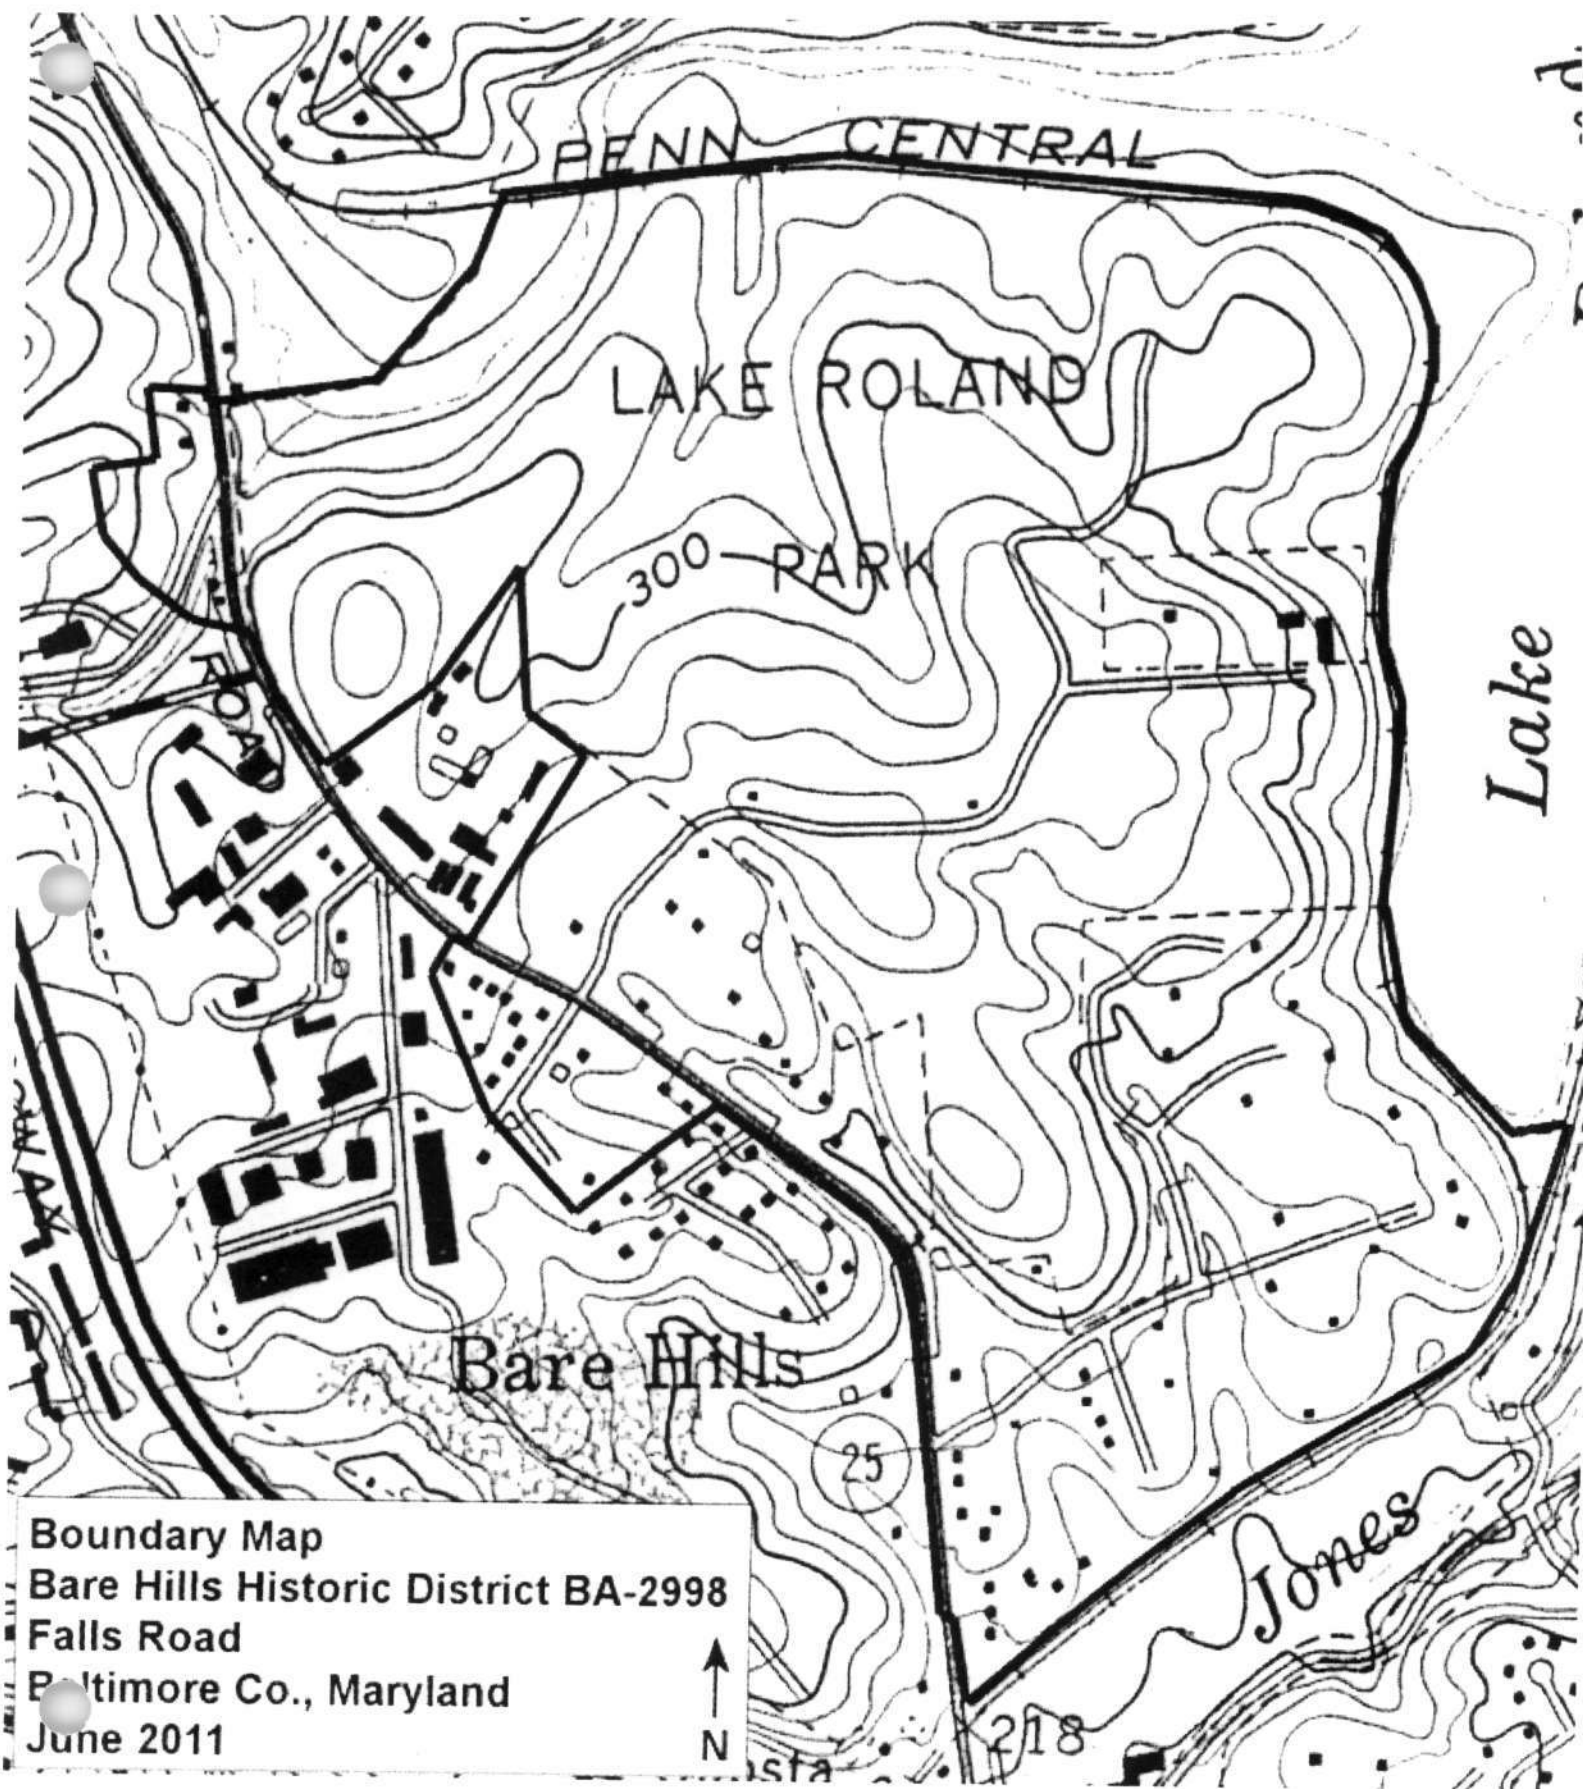 PENN CENTRAL
LAKE ROLAND
300
PARK
ROAD
Lake
Bare Hills
25
Jones
218
Boundary Map
Bare Hills Historic District BA-2998
Falls Road
Baltimore Co., Maryland
June 2011
N